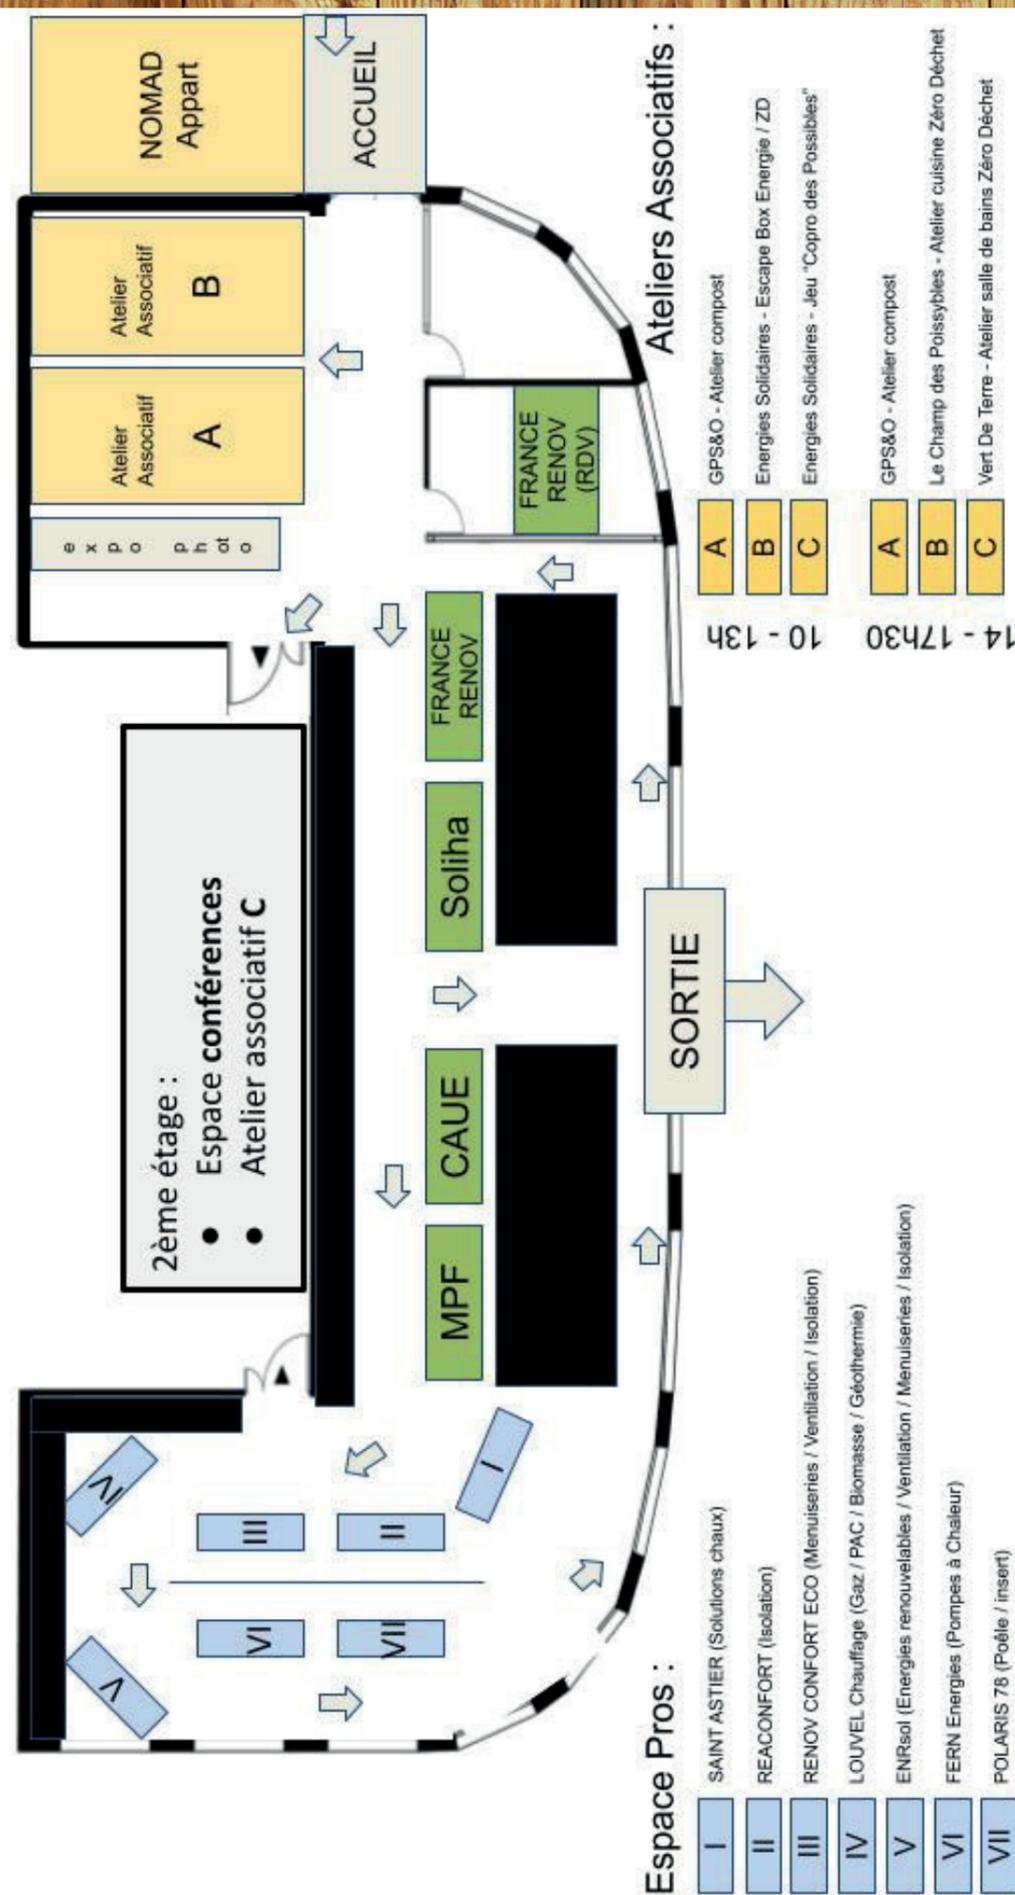 2ème étage :
● Espace conférences
● Atelier associatif C
NOMAD
Appart
ACCUEIL
Atelier
Associatif
B
Atelier
Associatif
A
e
x
p
o
p
h
ot
o
FRANCE
RENOV
(RDV)
FRANCE
RENOV
Soliha
CAUE
MPF
SORTIE
I
II
III
IV
V
VI
VII
Espace Pros :
I SAINT ASTIER (Solutions chaux)
II REACONFORT (Isolation)
III RENOV CONFORT ECO (Menuiseries / Ventilation / Isolation)
IV LOUVEL Chauffage (Gaz / PAC / Biomasse / Géothermie)
V ENRsol (Energies renouvelables / Ventilation / Menuiseries / Isolation)
VI FERN Energies (Pompes à Chaleur)
VII POLARIS 78 (Poêle / insert)
Ateliers Associatifs :
10 - 13h
A GPS&O - Atelier compost
B Energies Solidaires - Escape Box Energie / ZD
C Energies Solidaires - Jeu "Copro des Possibles"
14 - 17h30
A GPS&O - Atelier compost
B Le Champ des Poissybles - Atelier cuisine Zéro Déchet
C Vert De Terre - Atelier salle de bains Zéro Déchet